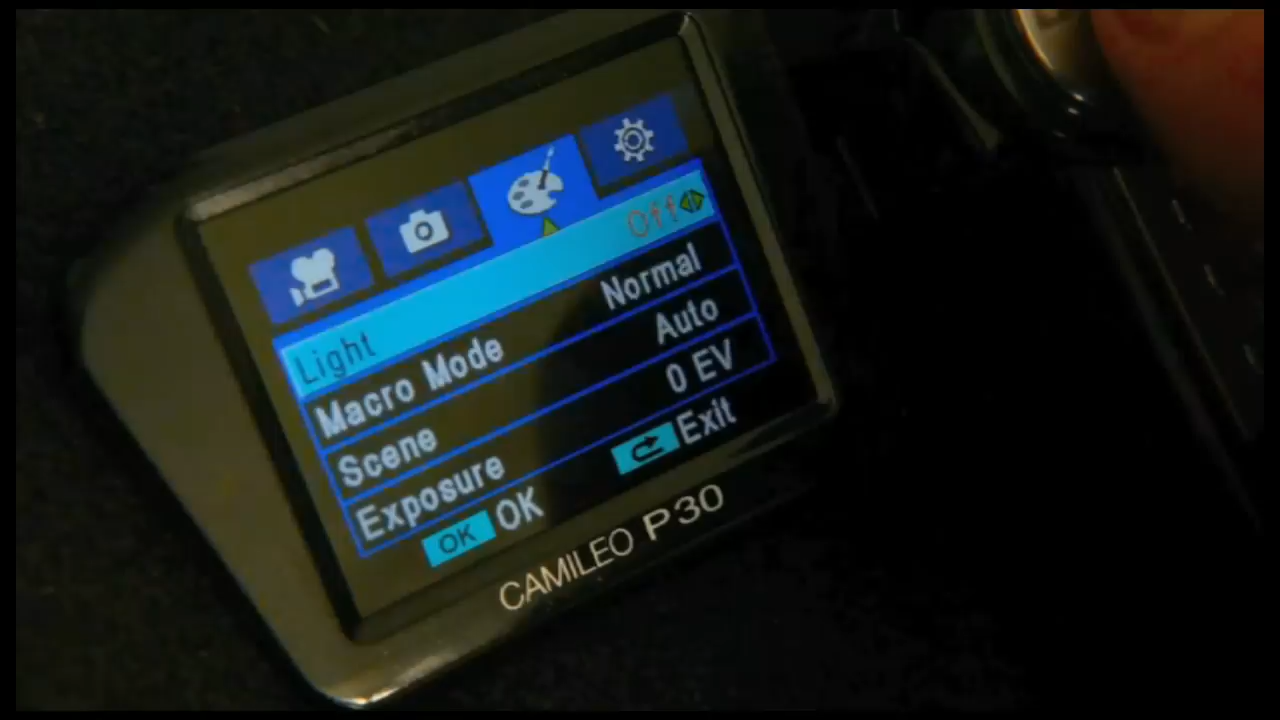 Light Off
Macro Mode Normal
Scene Auto
Exposure 0 EV
OK OK Exit
CAMILEO P30